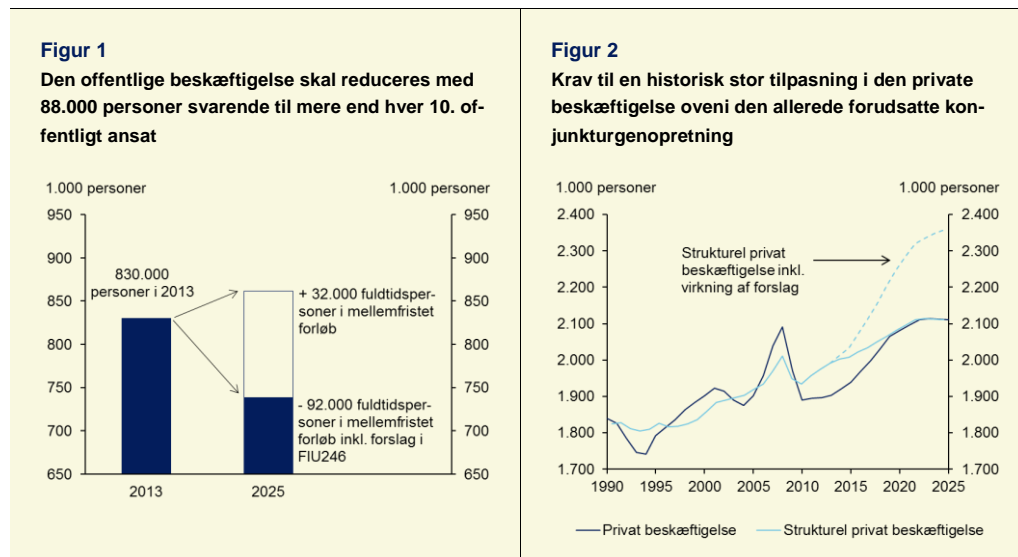 Figur 1
Den offentlige beskæftigelse skal reduceres med
88.000 personer svarende til mere end hver 10. of-
fentligt ansat
1.000 personer
1.000 personer
950
950
900
900
850
850
800
800
750
750
700
700
650
650
830.000
personer i 2013
+ 32.000 fuldtidsper-
soner i mellemfristet
forløb
- 92.000 fuldtidsper-
soner i mellemfristet
forløb inkl. forslag i
FIU246
2013
2025
Figur 2
Krav til en historisk stor tilpasning i den private
beskæftigelse oveni den allerede forudsatte kon-
junkturgenopretning
1.000 personer
1.000 personer
2.400
2.400
2.300
2.300
2.200
2.200
2.100
2.100
2.000
2.000
1.900
1.900
1.800
1.800
1.700
1.700
Strukturel privat
beskæftigelse inkl.
virkning af forslag
1990
1995
2000
2005
2010
2015
2020
2025
Privat beskæftigelse
Strukturel privat beskæftigelse